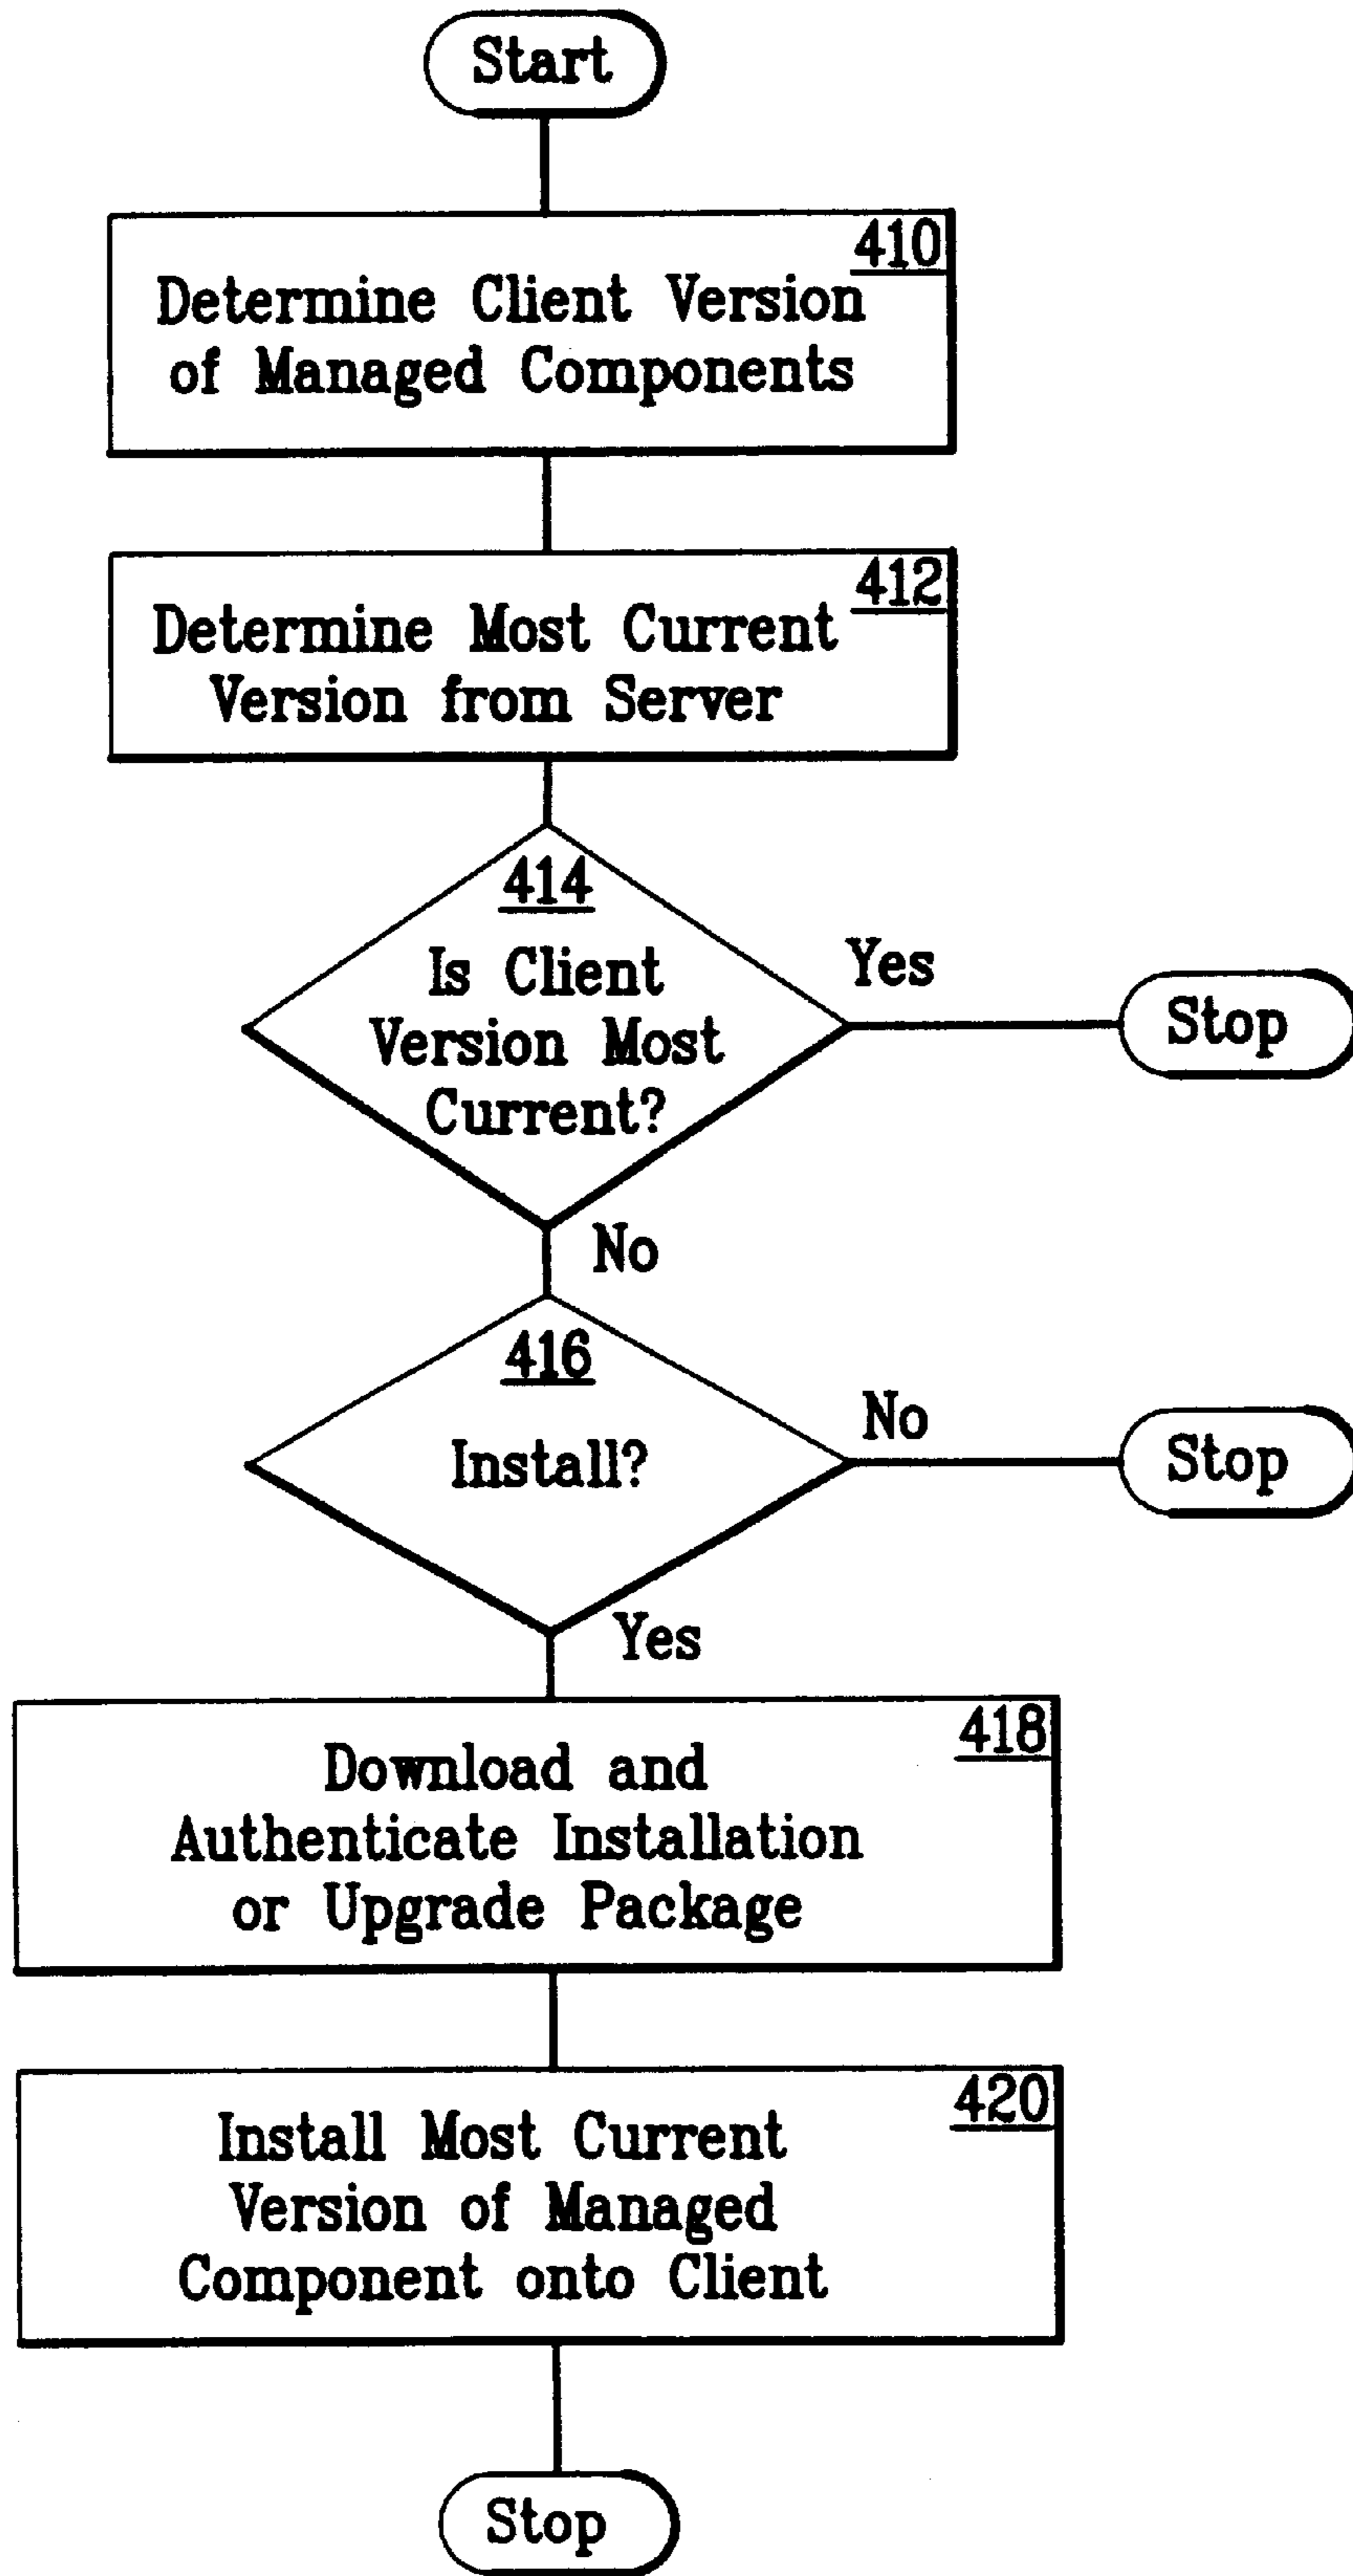 Start
410
Determine Client Version
of Managed Components
412
Determine Most Current
Version from Server
414
Is Client
Version Most
Current?
Yes
Stop
No
416
Install?
No
Stop
Yes
418
Download and
Authenticate Installation
or Upgrade Package
420
Install Most Current
Version of Managed
Component onto Client
Stop